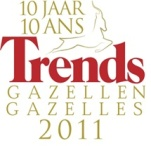 10 JAAR
10 ANS
Trends
GAZELLEN
GAZELLES
2011